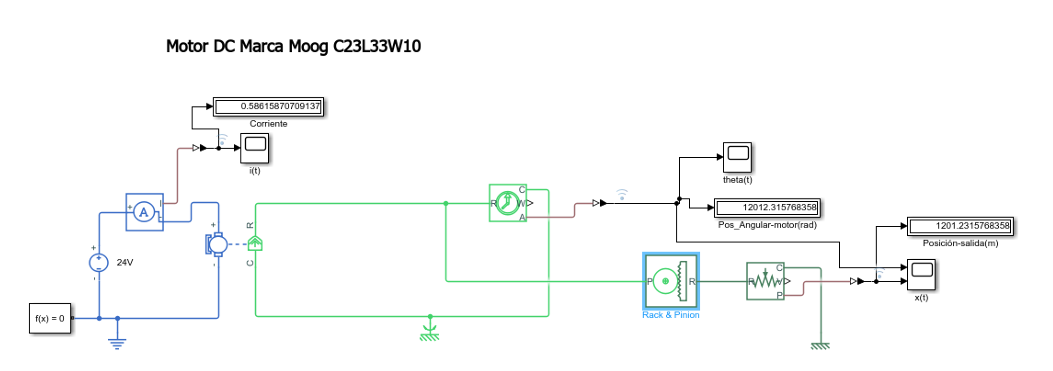 Motor DC Marca Moog C23L33W10
0.58615870709137
Corriente
i(t)
I
A
+
+
+
-
-
24V
R
C
f(x) = 0
R
C
W
A
theta(t)
12012.315768358
Pos_Angular-motor(rad)
1201.2315768358
Posición-salida(m)
x(t)
P
R
Rack & Pinion
R
C
V
P